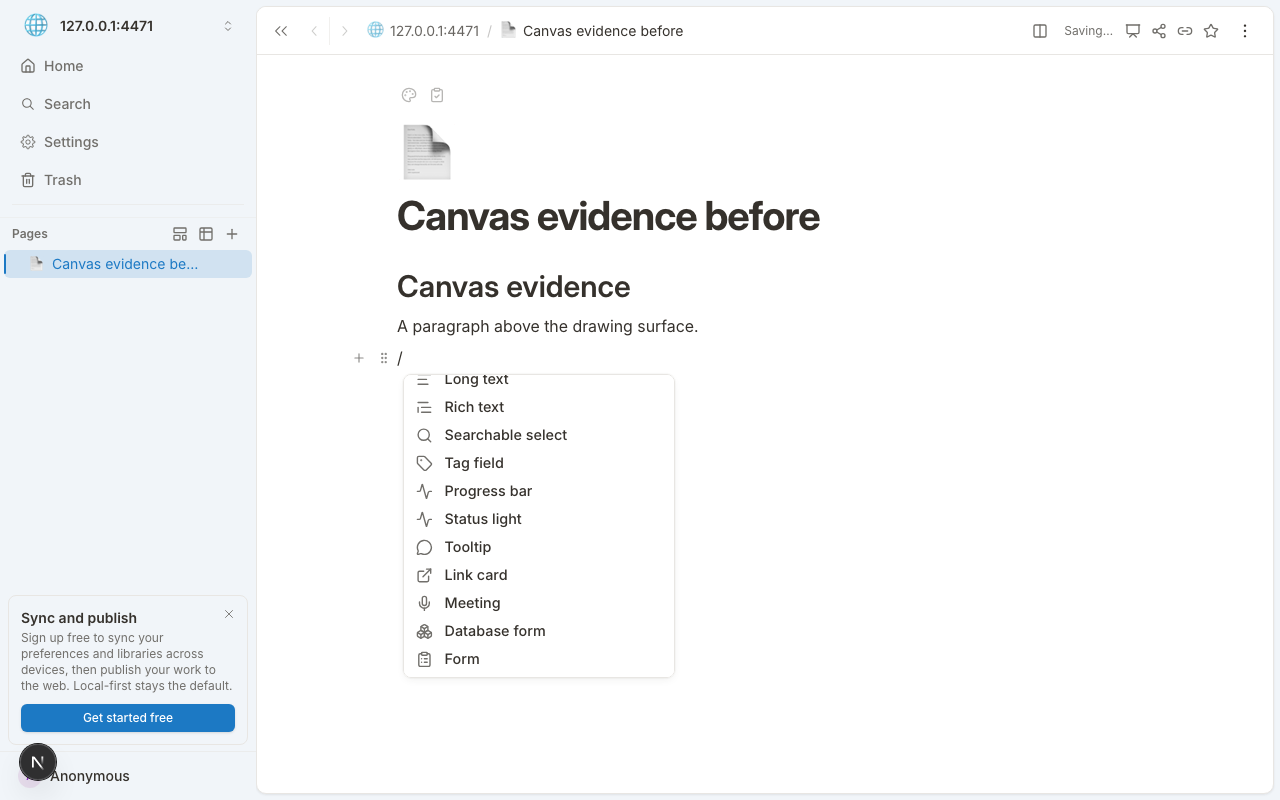 127.0.0.1:4471
Home
Search
Settings
Trash
Pages
Canvas evidence be...
Sync and publish
Sign up free to sync your
preferences and libraries across
devices, then publish your work to
the web. Local-first stays the default.
Get started free
N
Anonymous
127.0.0.1:4471 / Canvas evidence before
Saving...
Canvas evidence before
Canvas evidence
A paragraph above the drawing surface.
/
Long text
Rich text
Searchable select
Tag field
Progress bar
Status light
Tooltip
Link card
Meeting
Database form
Form